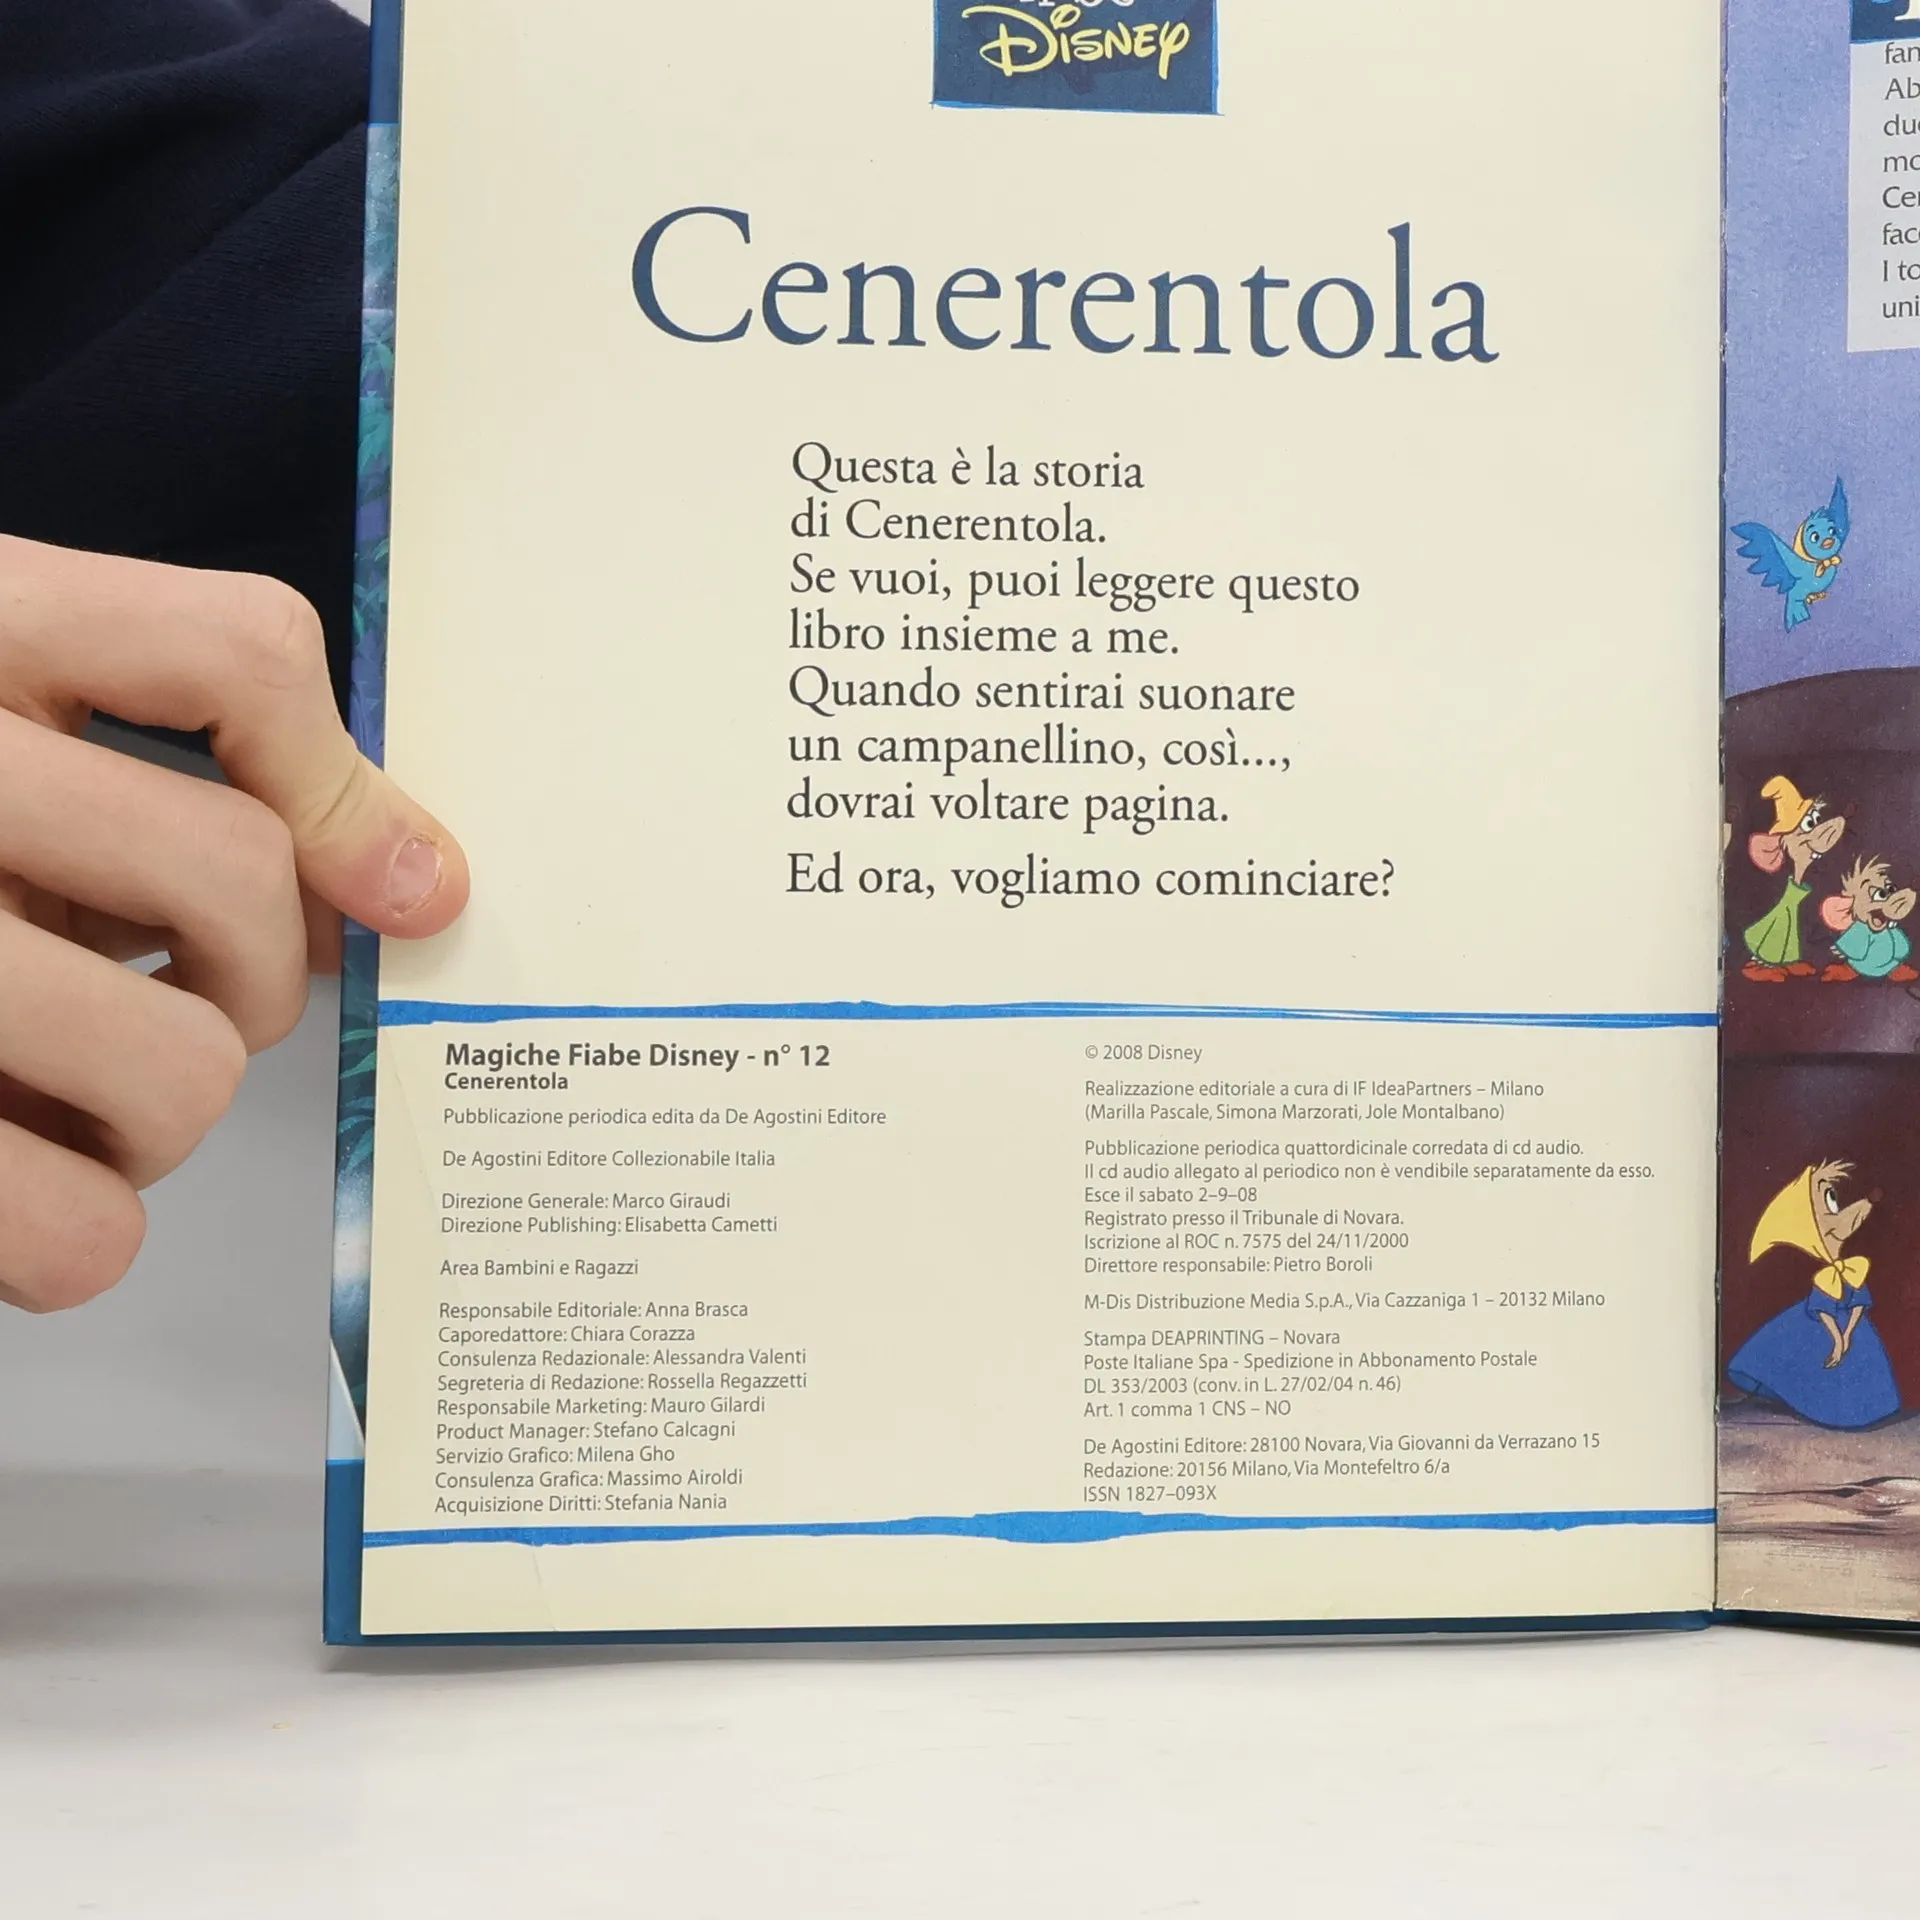 Disney
Cenerentola
Questa è la storia
di Cenerentola.
Se vuoi, puoi leggere questo
libro insieme a me.
Quando sentirai suonare
un campanellino, così...,
dovrai voltare pagina.
Ed ora, vogliamo cominciare?
Magiche Fiabe Disney - n° 12
Cenerentola
Pubblicazione periodica edita da De Agostini Editore
De Agostini Editore Collezionabile Italia
Direzione Generale: Marco Giraudi
Direzione Publishing: Elisabetta Cametti
Area Bambini e Ragazzi
Responsabile Editoriale: Anna Brasca
Caporedattore: Chiara Corazza
Consulenza Redazionale: Alessandra Valenti
Segreteria di Redazione: Rossella Regazzetti
Responsabile Marketing: Mauro Gilardi
Product Manager: Stefano Calcagni
Servizio Grafico: Milena Gho
Consulenza Grafica: Massimo Airoldi
Acquisizione Diritti: Stefania Nania
© 2008 Disney
Realizzazione editoriale a cura di IF IdeaPartners – Milano
(Marilla Pascale, Simona Marzorati, Jole Montalbano)
Pubblicazione periodica quattordicinale corredata di cd audio.
Il cd audio allegato al periodico non è vendibile separatamente da esso.
Esce il sabato 2–9–08
Registrato presso il Tribunale di Novara.
Iscrizione al ROC n. 7575 del 24/11/2000
Direttore responsabile: Pietro Boroli
M-Dis Distribuzione Media S.p.A., Via Cazzaniga 1 – 20132 Milano
Stampa DEAPRINTING – Novara
Poste Italiane Spa - Spedizione in Abbonamento Postale
DL 353/2003 (conv. in L. 27/02/04 n. 46)
Art. 1 comma 1 CNS – NO
De Agostini Editore: 28100 Novara, Via Giovanni da Verrazano 15
Redazione: 20156 Milano, Via Montefeltro 6/a
ISSN 1827–093X